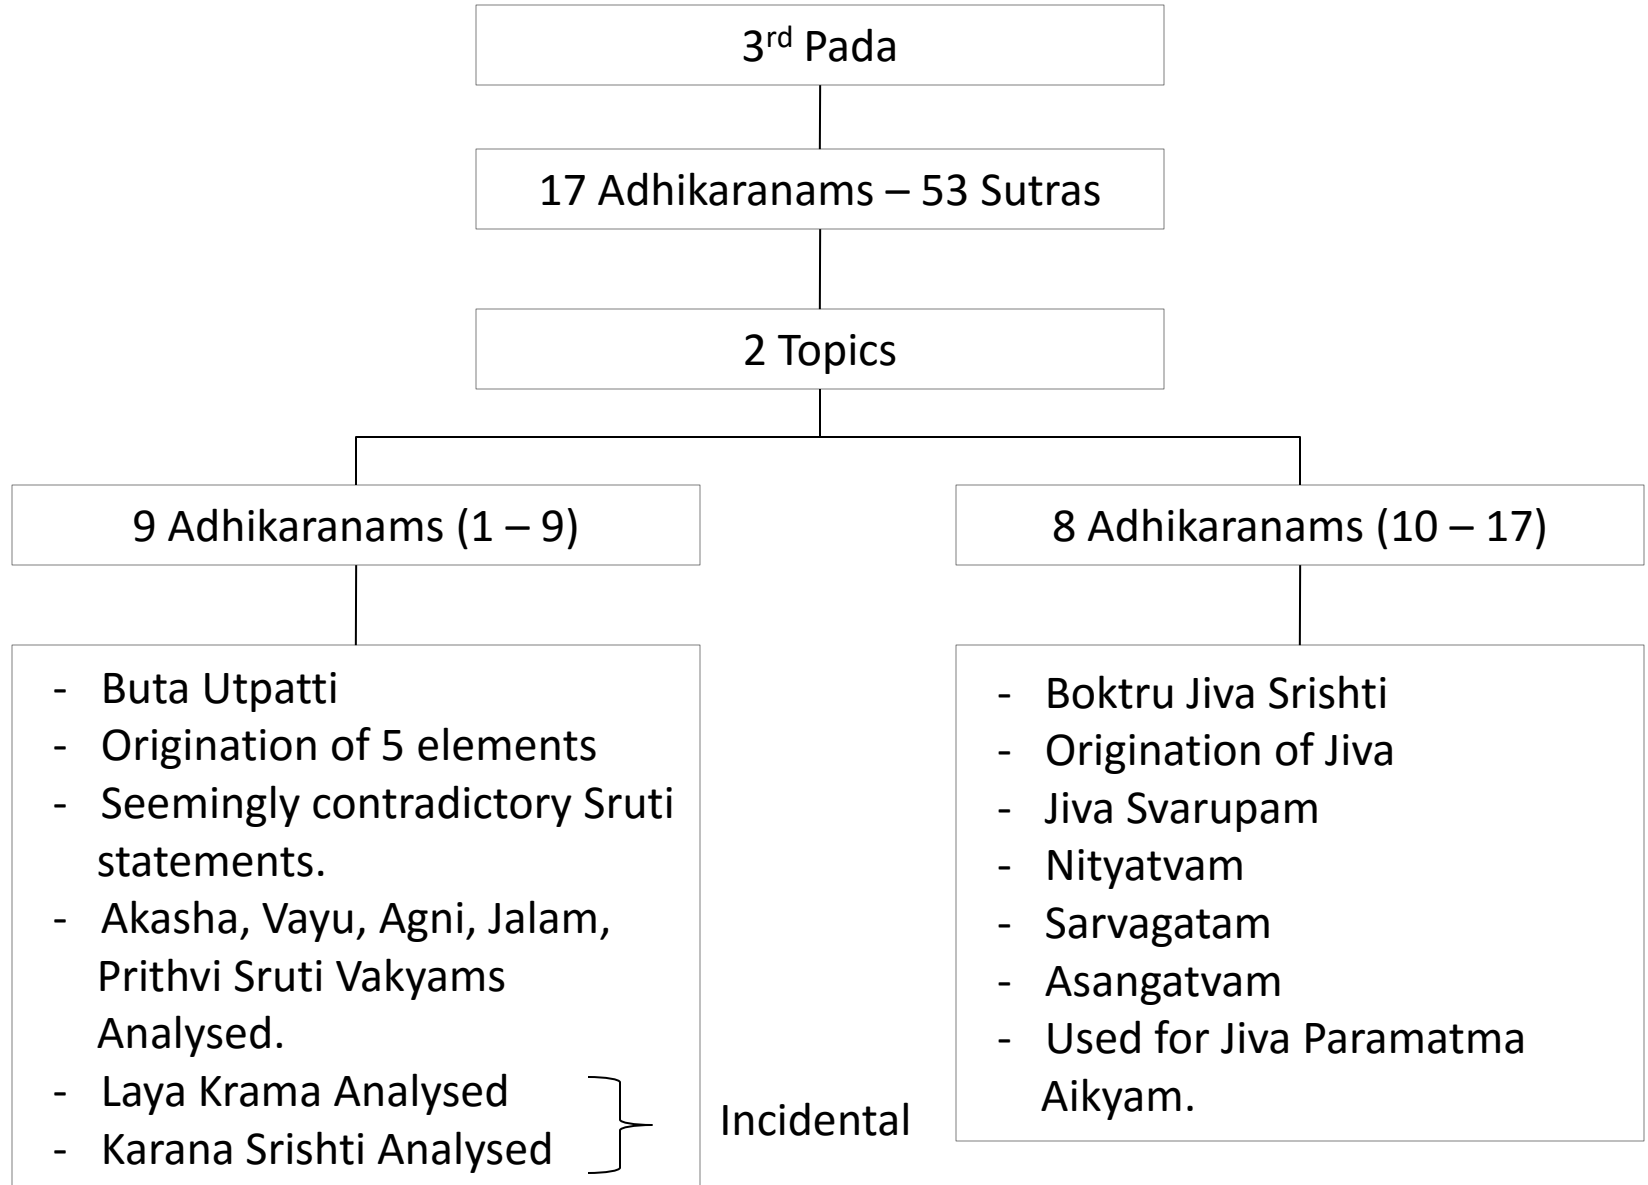 3rd Pada
17 Adhikaranams – 53 Sutras
2 Topics
9 Adhikaranams (1 – 9)
- Buta Utpatti
- Origination of 5 elements
- Seemingly contradictory Sruti
statements.
- Akasha, Vayu, Agni, Jalam,
Prithvi Sruti Vakyams
Analysed.
- Laya Krama Analysed
- Karana Srishti Analysed
Incidental
8 Adhikaranams (10 – 17)
- Boktru Jiva Srishti
- Origination of Jiva
- Jiva Svarupam
- Nityatvam
- Sarvagatam
- Asangatvam
- Used for Jiva Paramatma
Aikyam.